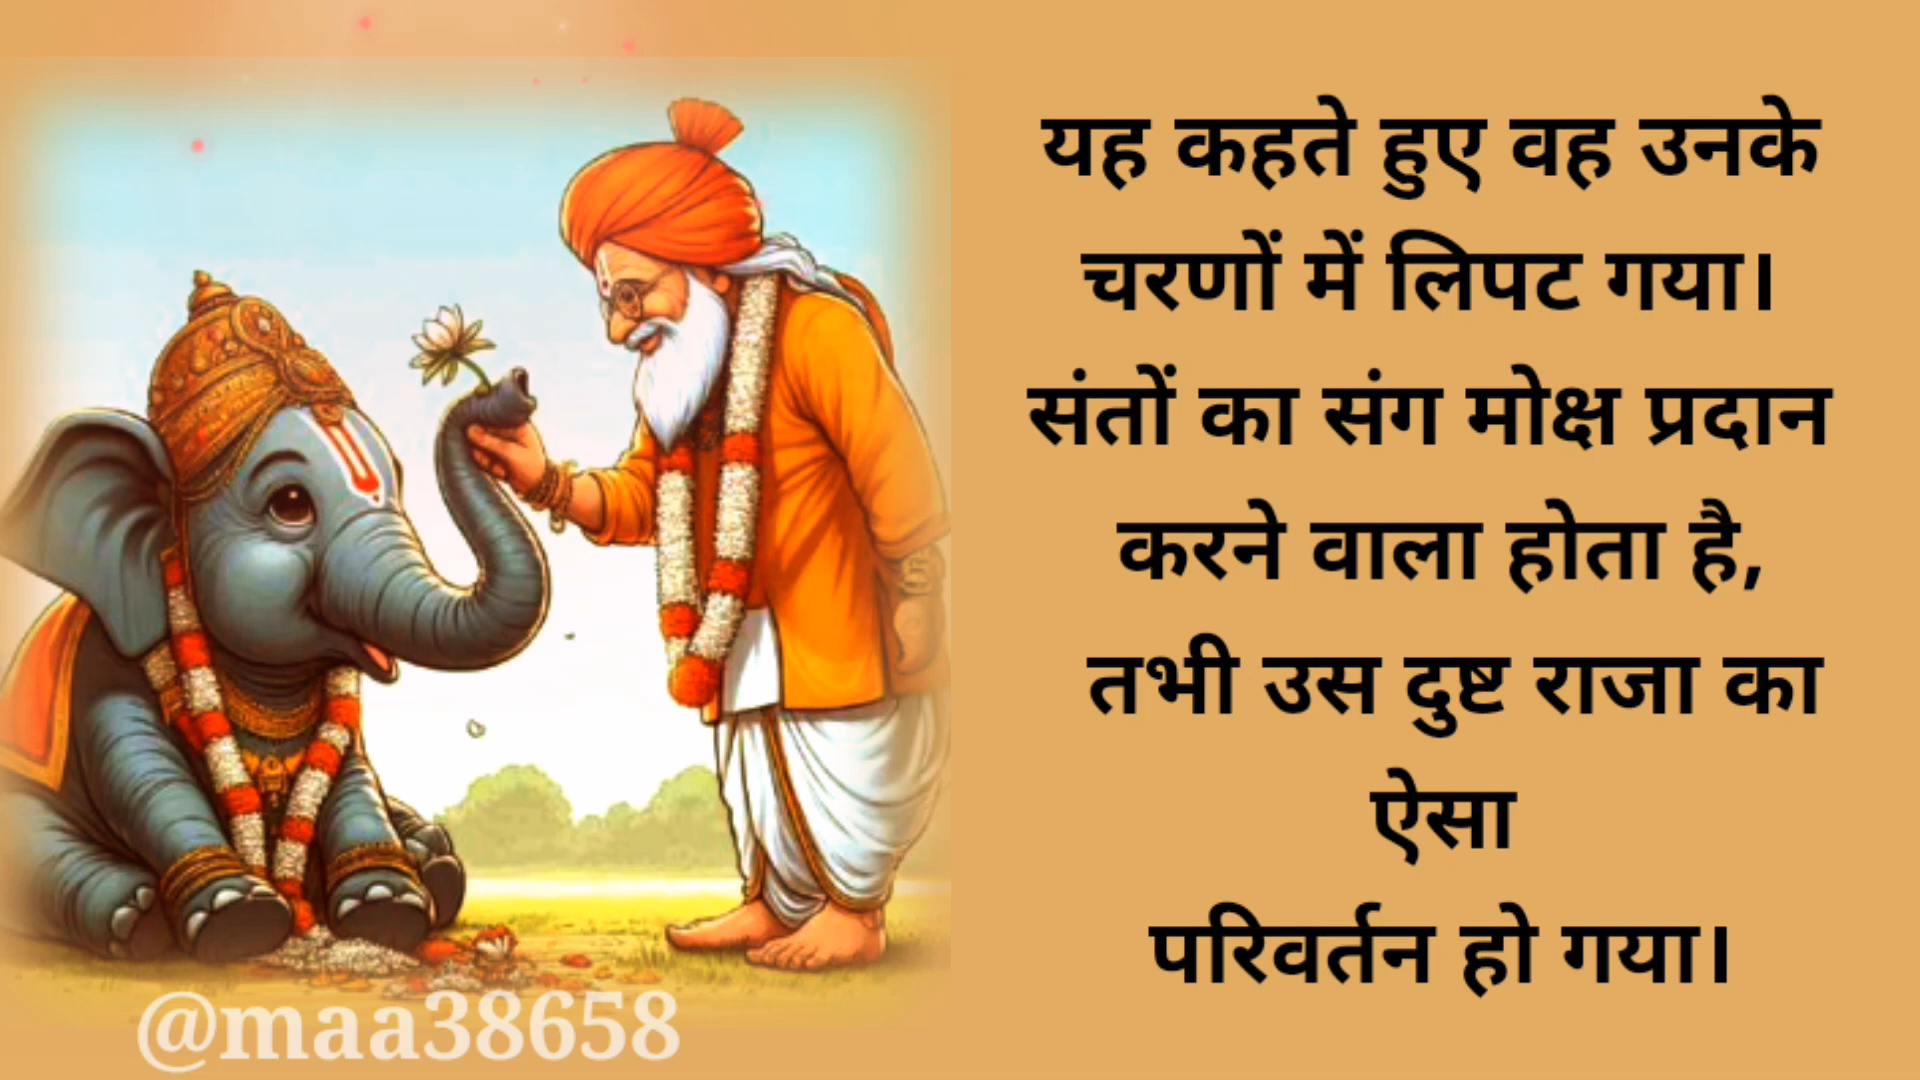 यह कहते हुए वह उनके
चरणों में लिपट गया।
संतों का संग मोक्ष प्रदान
करने वाला होता है,
तभी उस दुष्ट राजा का
ऐसा
परिवर्तन हो गया।
@maa38658